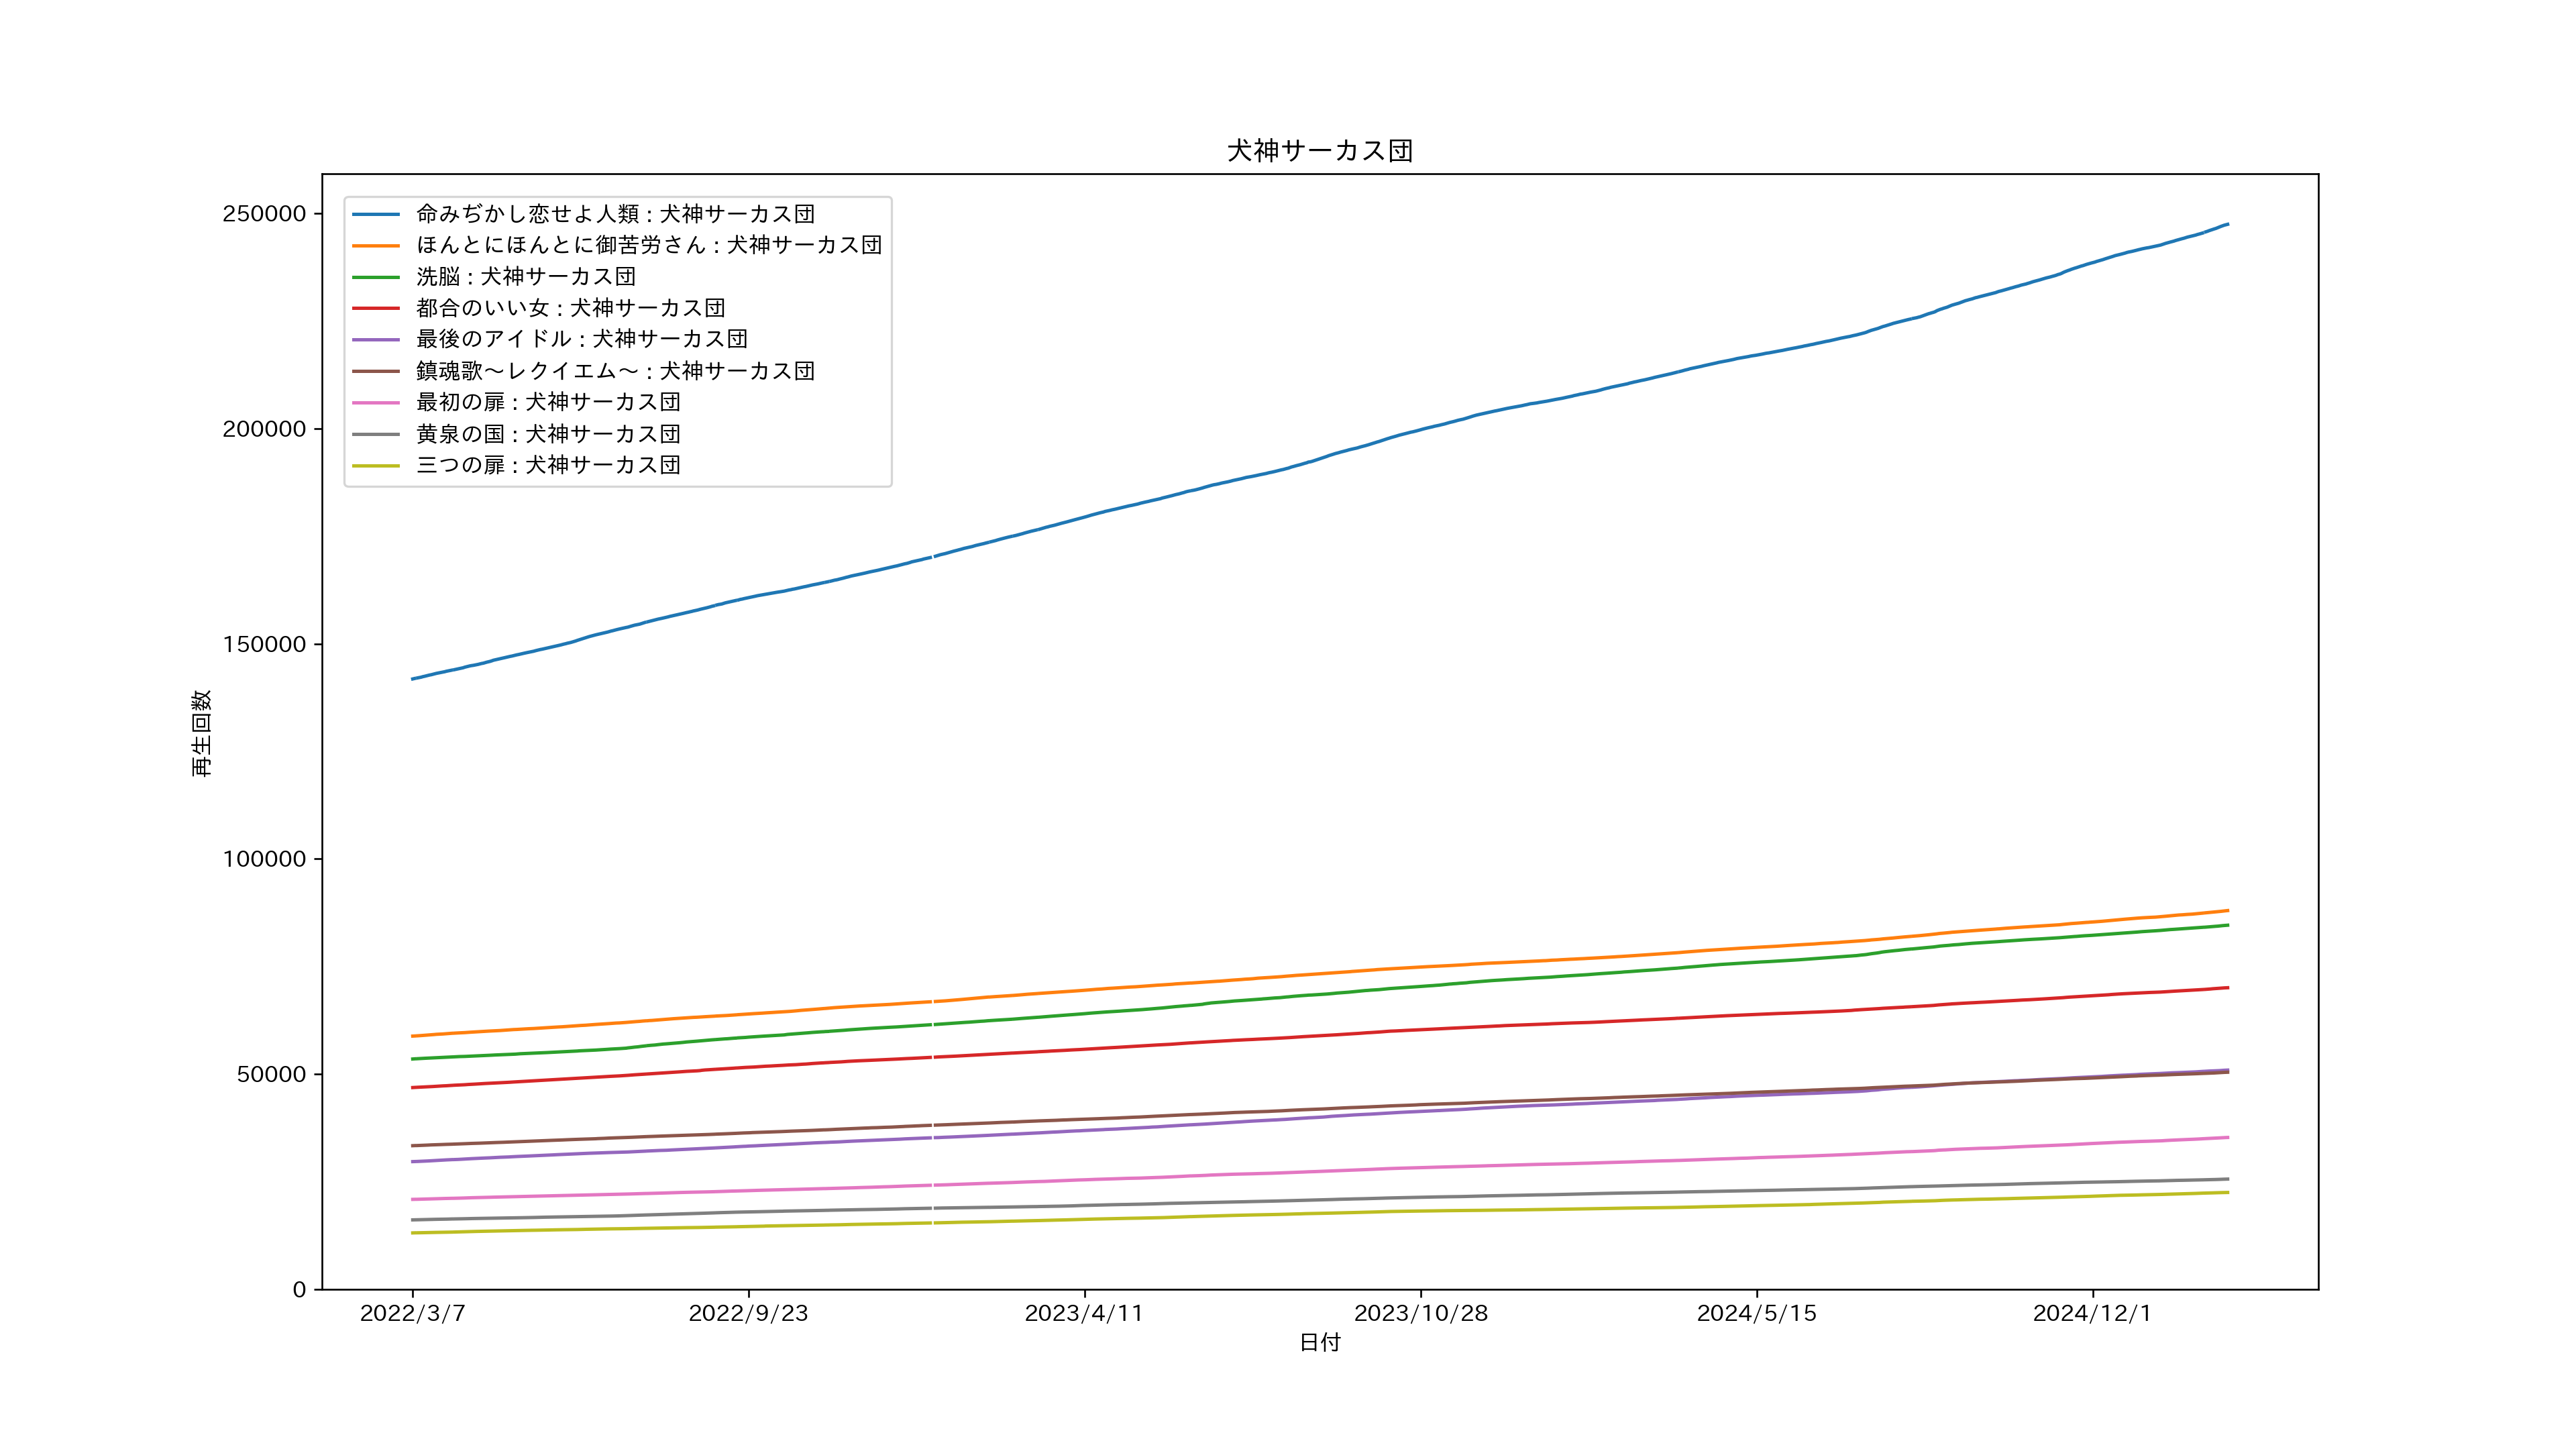 犬神サーカス団
命みぢかし恋せよ人類 : 犬神サーカス団
ほんとにほんとに御苦労さん : 犬神サーカス団
洗脳 : 犬神サーカス団
都合のいい女 : 犬神サーカス団
最後のアイドル : 犬神サーカス団
鎮魂歌～レクイエム～ : 犬神サーカス団
最初の扉 : 犬神サーカス団
黄泉の国 : 犬神サーカス団
三つの扉 : 犬神サーカス団
250000
200000
150000
100000
50000
0
再生回数
2022/3/7
2022/9/23
2023/4/11
2023/10/28
2024/5/15
2024/12/1
日付